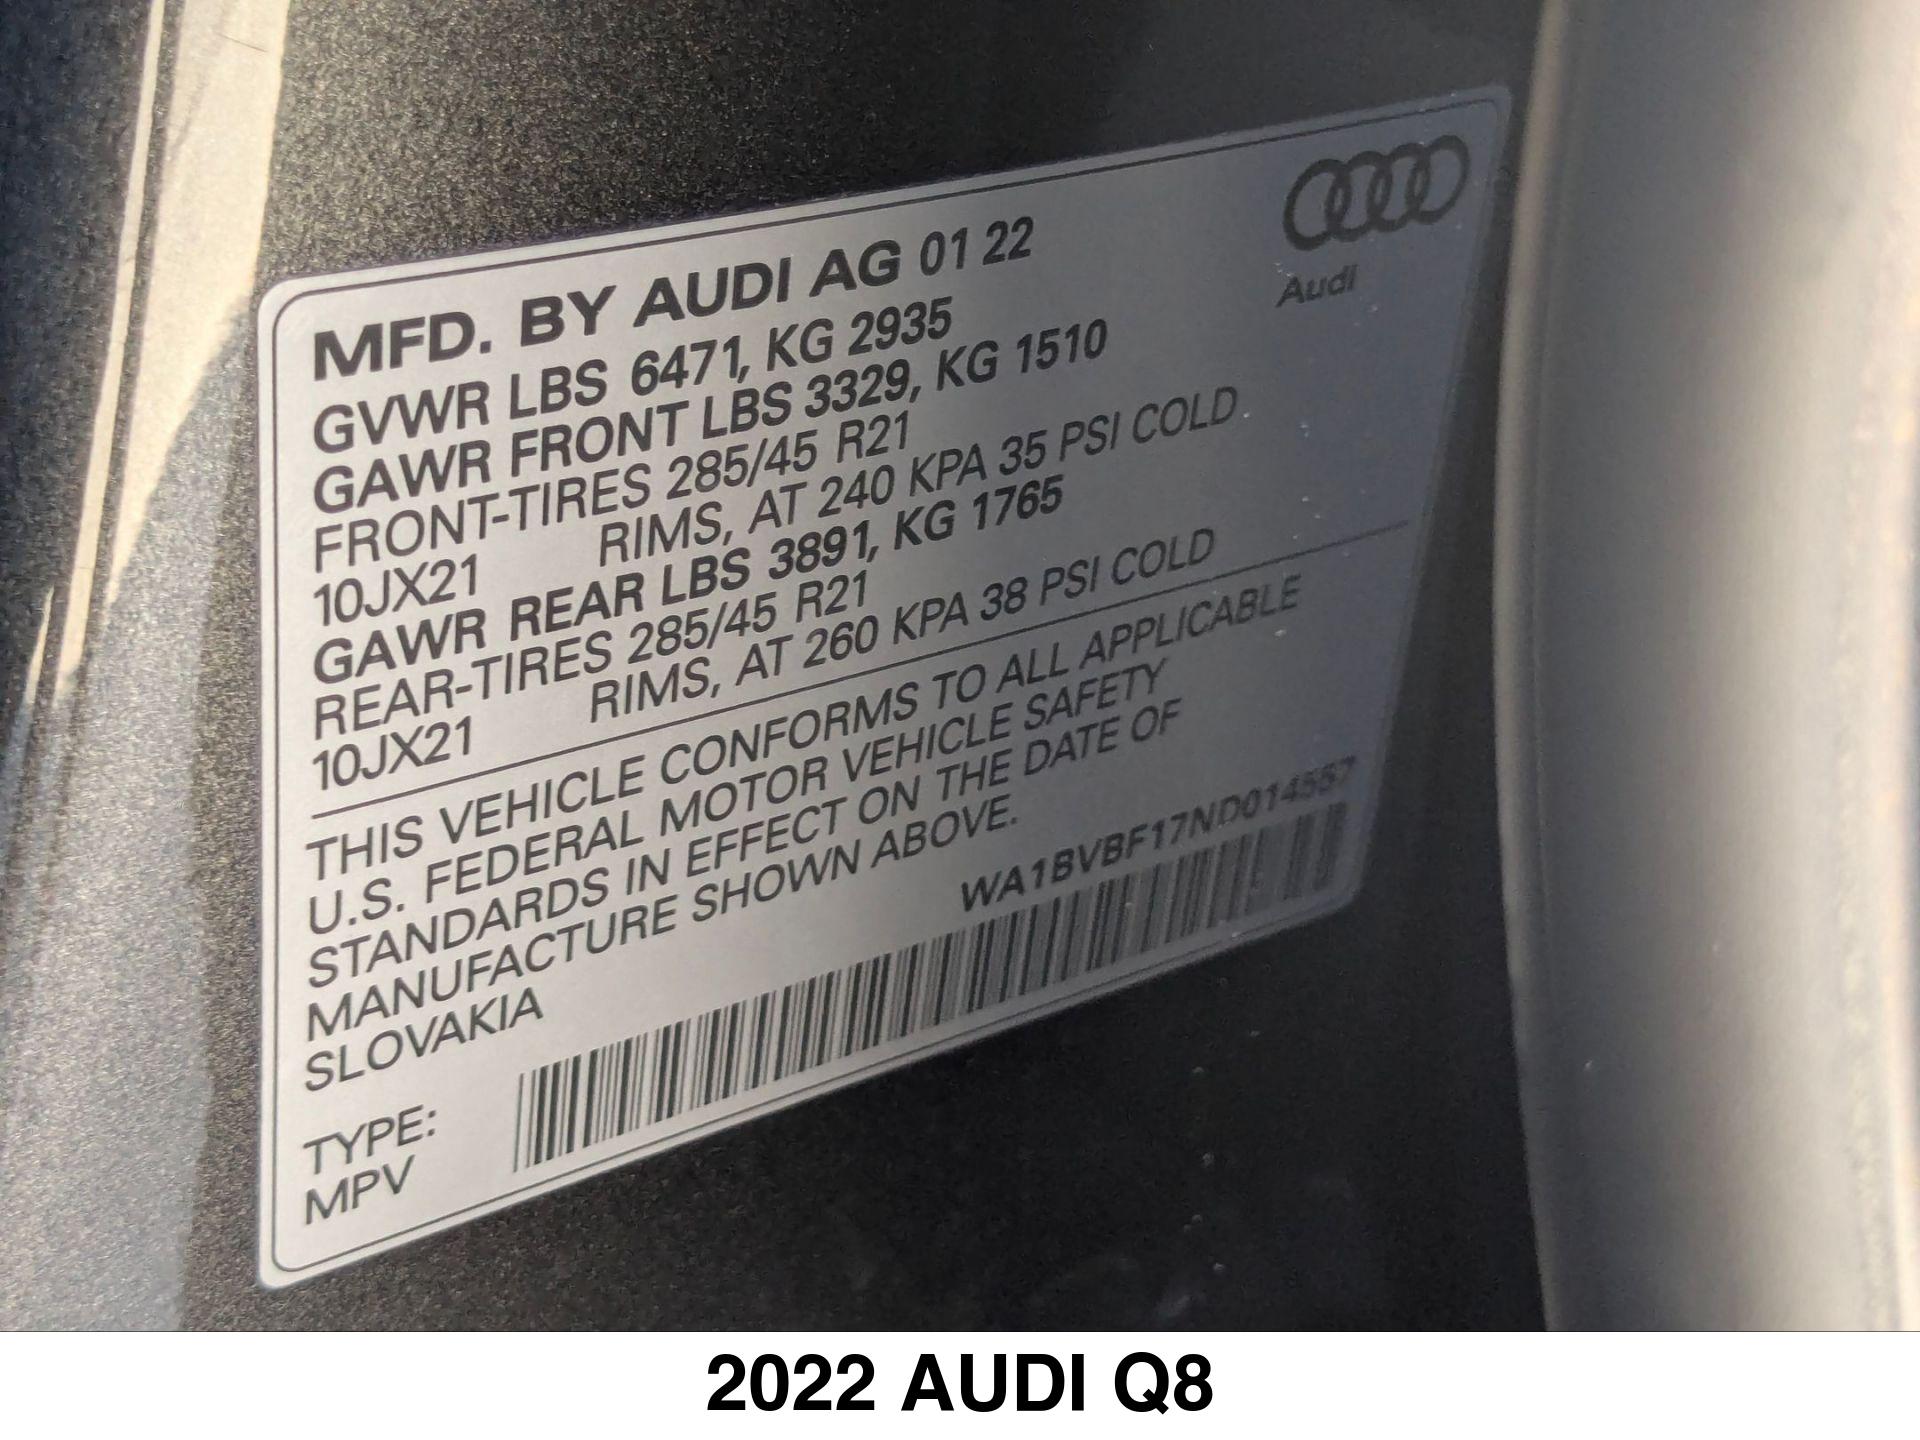 Audi
MFD. BY AUDI AG 01 22
GVWR LBS 6471, KG 2935
GAWR FRONT LBS 3329, KG 1510
FRONT-TIRES 285/45 R21
10JX21 RIMS, AT 240 KPA 35 PSI COLD
GAWR REAR LBS 3891, KG 1765
REAR-TIRES 285/45 R21
10JX21 RIMS, AT 260 KPA 38 PSI COLD
THIS VEHICLE CONFORMS TO ALL APPLICABLE
U.S. FEDERAL MOTOR VEHICLE SAFETY
STANDARDS IN EFFECT ON THE DATE OF
MANUFACTURE SHOWN ABOVE.
SLOVAKIA
WA1BVBF17ND014557
TYPE:
MPV
2022 AUDI Q8